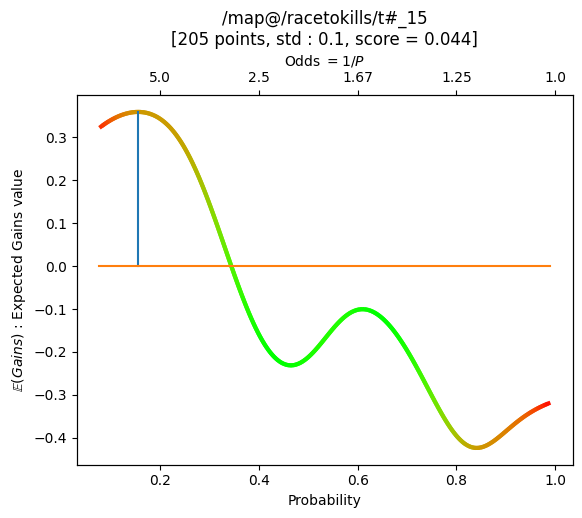 /map@/racetokills/t#_15
[205 points, std : 0.1, score = 0.044]
Odds = 1/P
5.0 2.5 1.67 1.25 1.0
0.3
0.2
0.1
0.0
−0.1
−0.2
−0.3
−0.4
𝔼(Gains) : Expected Gains value
0.2 0.4 0.6 0.8 1.0
Probability